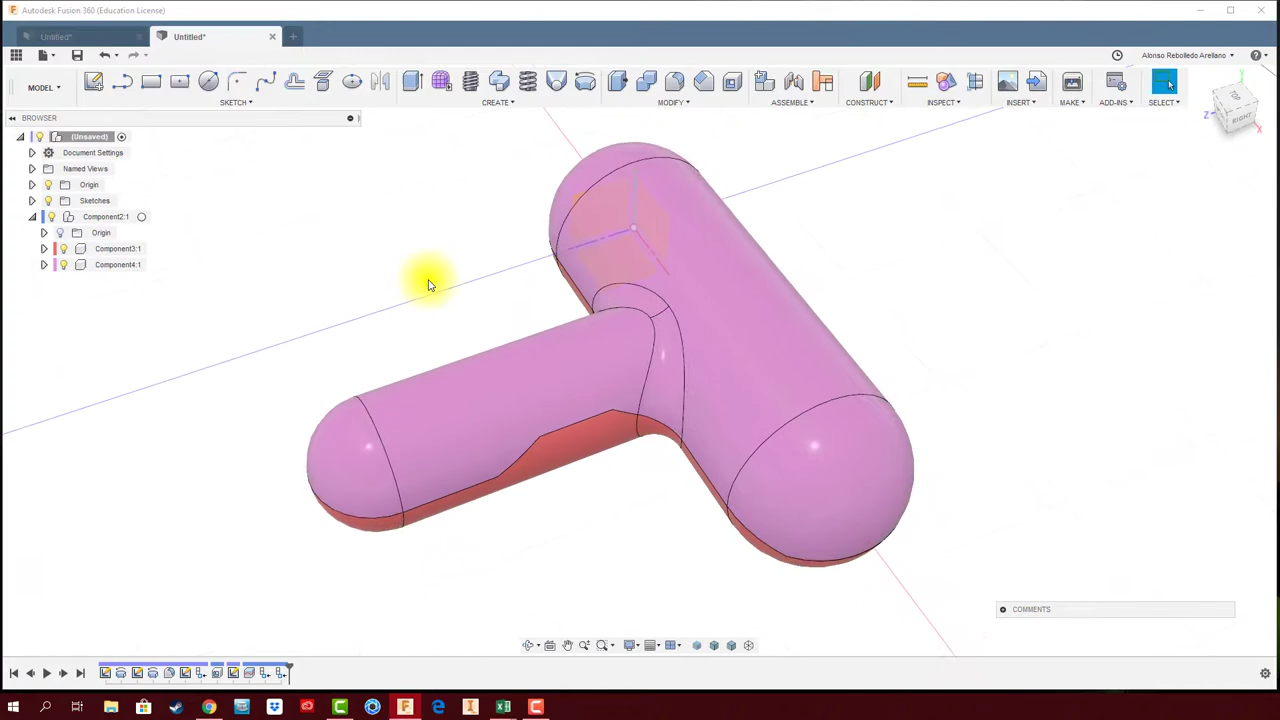 Autodesk Fusion 360 (Education License)
Untitled*
Untitled*
Alonso Rebolledo Arellano
MODEL
SKETCH
CREATE
MODIFY
ASSEMBLE
CONSTRUCT
INSPECT
INSERT
MAKE
ADD-INS
SELECT
BROWSER
(Unsaved)
Document Settings
Named Views
Origin
Sketches
Component2:1
Origin
Component3:1
Component4:1
Z
RIGHT
X
COMMENTS